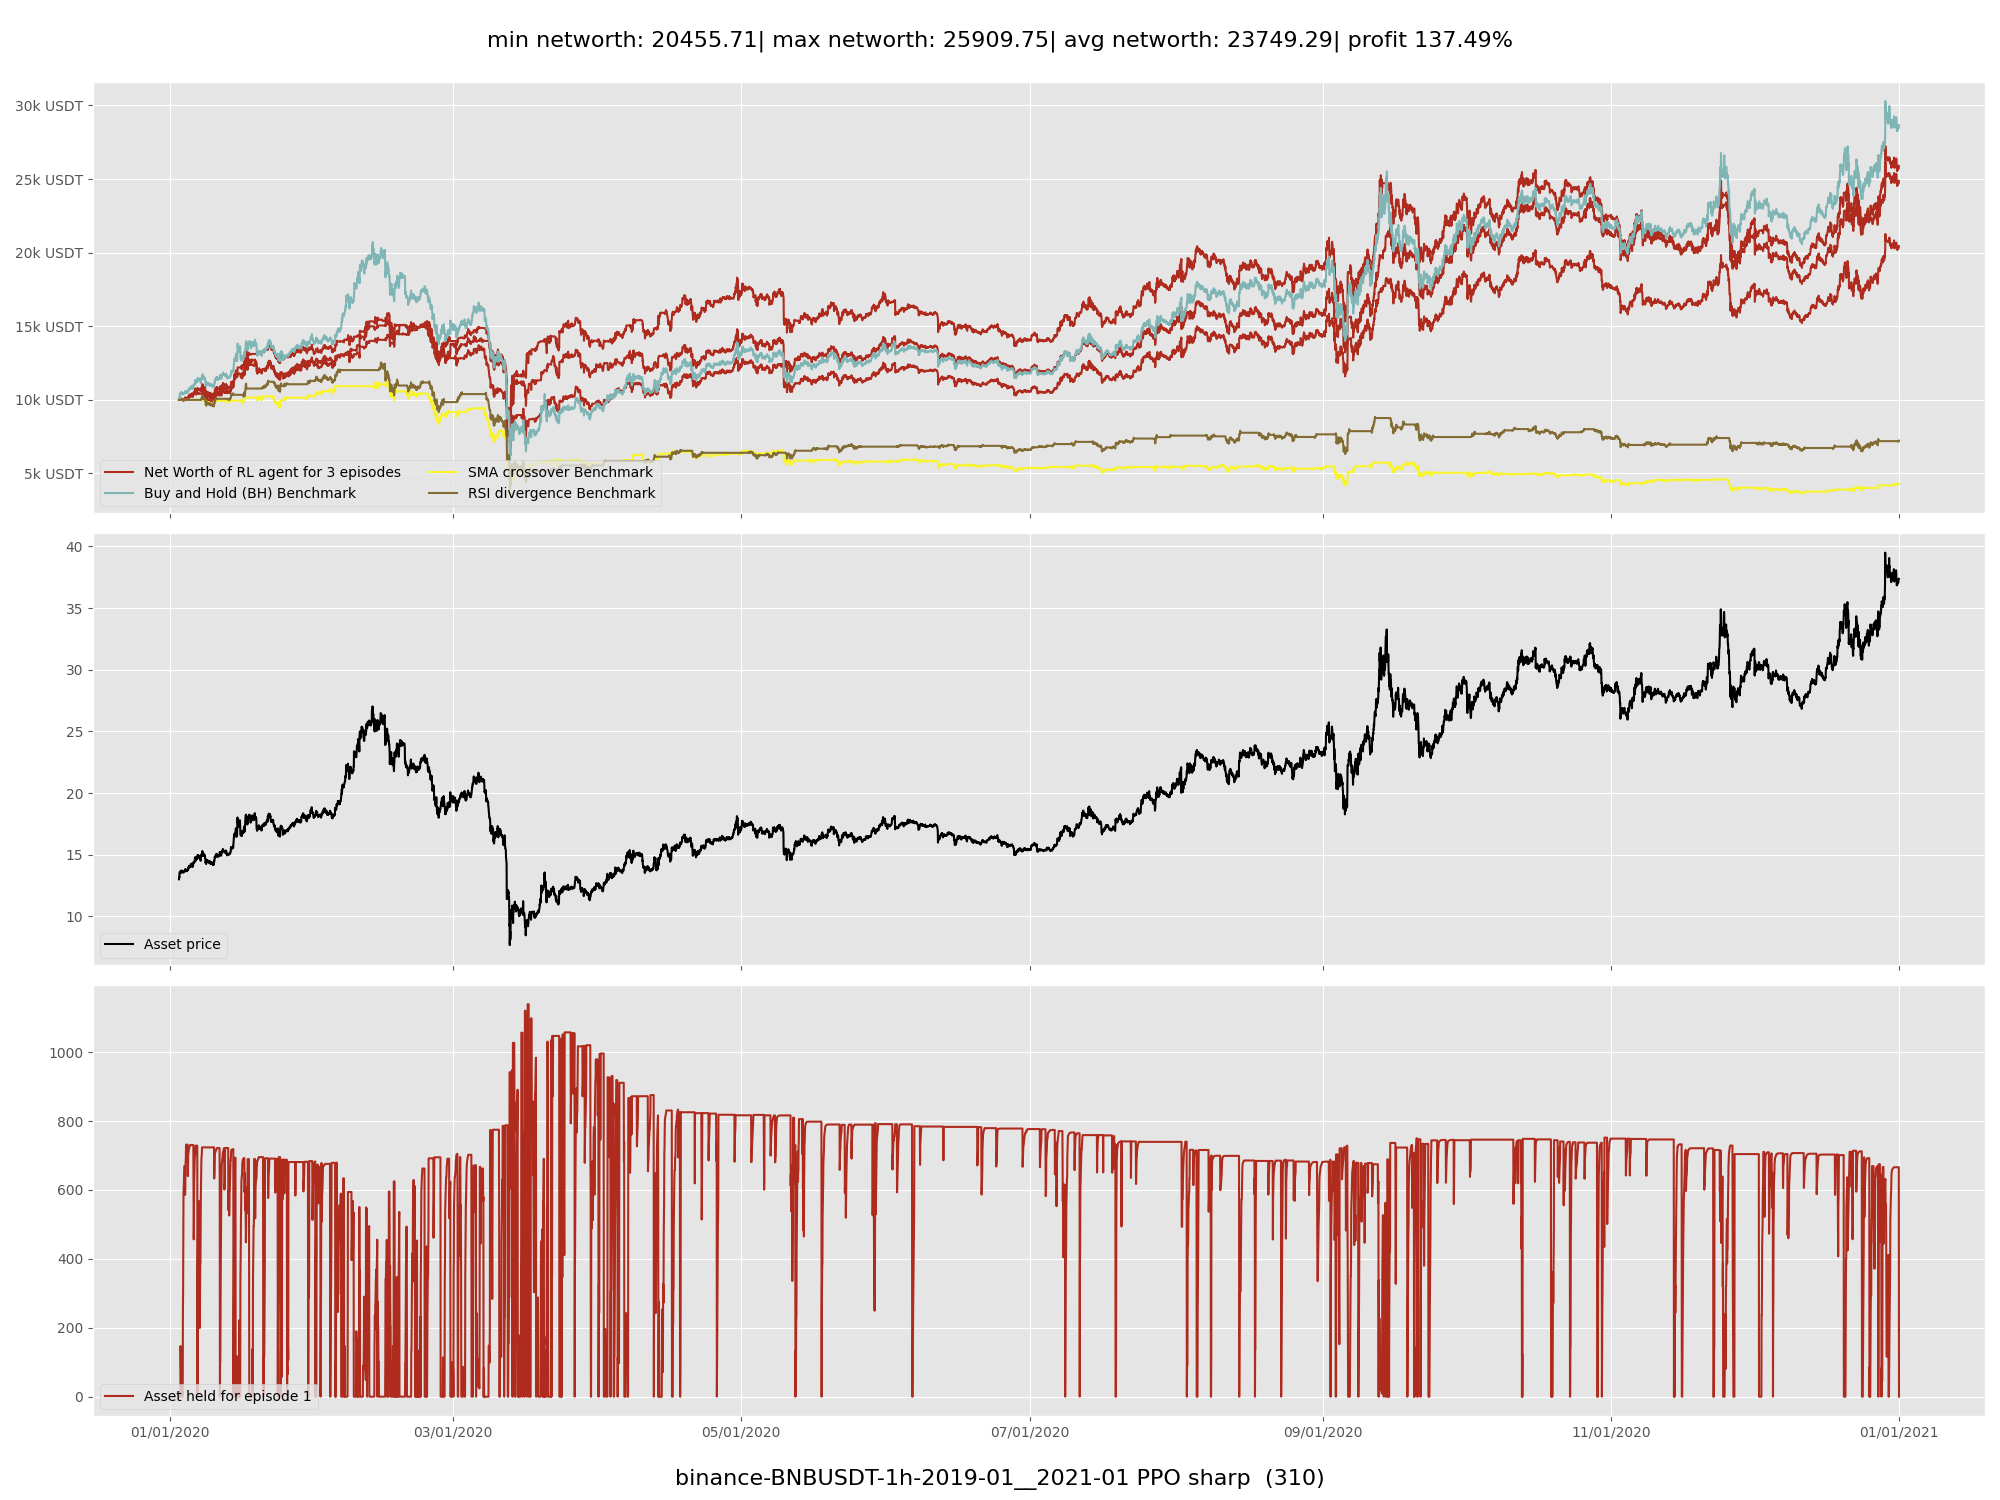 min networth: 20455.71| max networth: 25909.75| avg networth: 23749.29| profit 137.49%
30k USDT
25k USDT
20k USDT
15k USDT
10k USDT
5k USDT
Net Worth of RL agent for 3 episodes
Buy and Hold (BH) Benchmark
SMA crossover Benchmark
RSI divergence Benchmark
40
35
30
25
20
15
10
Asset price
1000
800
600
400
200
0
Asset held for episode 1
01/01/2020 03/01/2020 05/01/2020 07/01/2020 09/01/2020 11/01/2020 01/01/2021
binance-BNBUSDT-1h-2019-01__2021-01 PPO sharp (310)